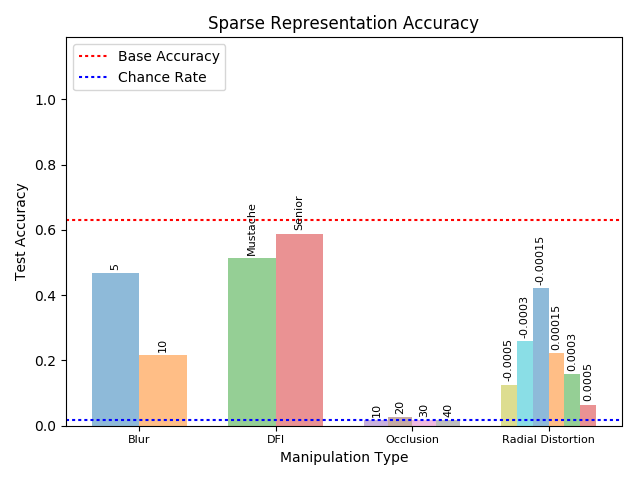 Sparse Representation Accuracy
Base Accuracy
Chance Rate
Test Accuracy
1.0
0.8
0.6
0.4
0.2
0.0
5
10
Mustache
Senior
10
20
30
40
-0.0005
-0.0003
-0.00015
0.00015
0.0003
0.0005
Blur
DFI
Occlusion
Radial Distortion
Manipulation Type